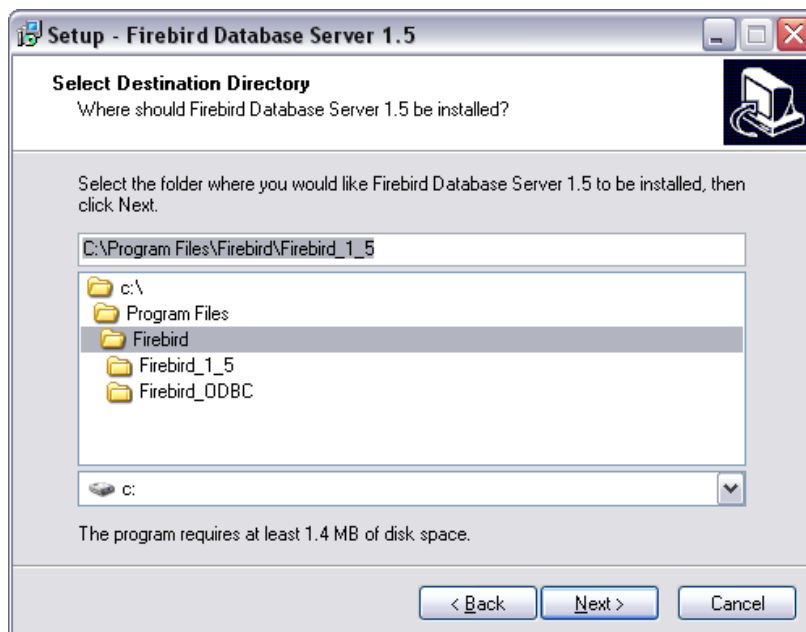 Setup - Firebird Database Server 1.5
Select Destination Directory
Where should Firebird Database Server 1.5 be installed?
Select the folder where you would like Firebird Database Server 1.5 to be installed, then
click Next.
C:\Program Files\Firebird\Firebird_1_5
c:\
Program Files
Firebird
Firebird_1_5
Firebird_ODBC
c:
The program requires at least 1.4 MB of disk space.
< Back Next > Cancel